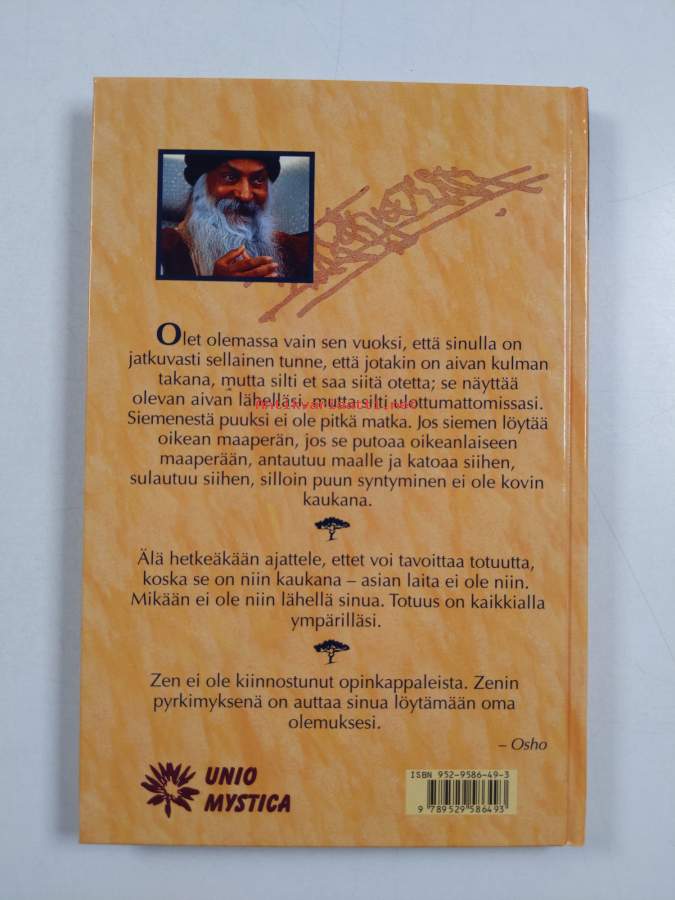 Olet olemassa vain sen vuoksi, että sinulla on
jatkuvasti sellainen tunne, että jotakin on aivan kulman
takana, mutta silti et saa siitä otetta; se näyttää
olevan aivan lähelläsi, mutta silti ulottumattomissasi.
Antikvariaatti.net
Siemenestä puuksi ei ole pitkä matka. Jos siemen löytää
oikean maaperän, jos se putoaa oikeanlaiseen
maaperään, antautuu maalle ja katoaa siihen,
sulautuu siihen, silloin puun syntyminen ei ole kovin
kaukana.
Älä hetkeäkään ajattele, ettet voi tavoittaa totuutta,
koska se on niin kaukana – asian laita ei ole niin.
Mikään ei ole niin lähellä sinua. Totuus on kaikkialla
ympärilläsi.
Zen ei ole kiinnostunut opinkappaleista. Zenin
pyrkimyksenä on auttaa sinua löytämään oma
olemuksesi.
– Osho
UNIO
MYSTICA
ISBN 952-9586-49-3
9 789529 586493